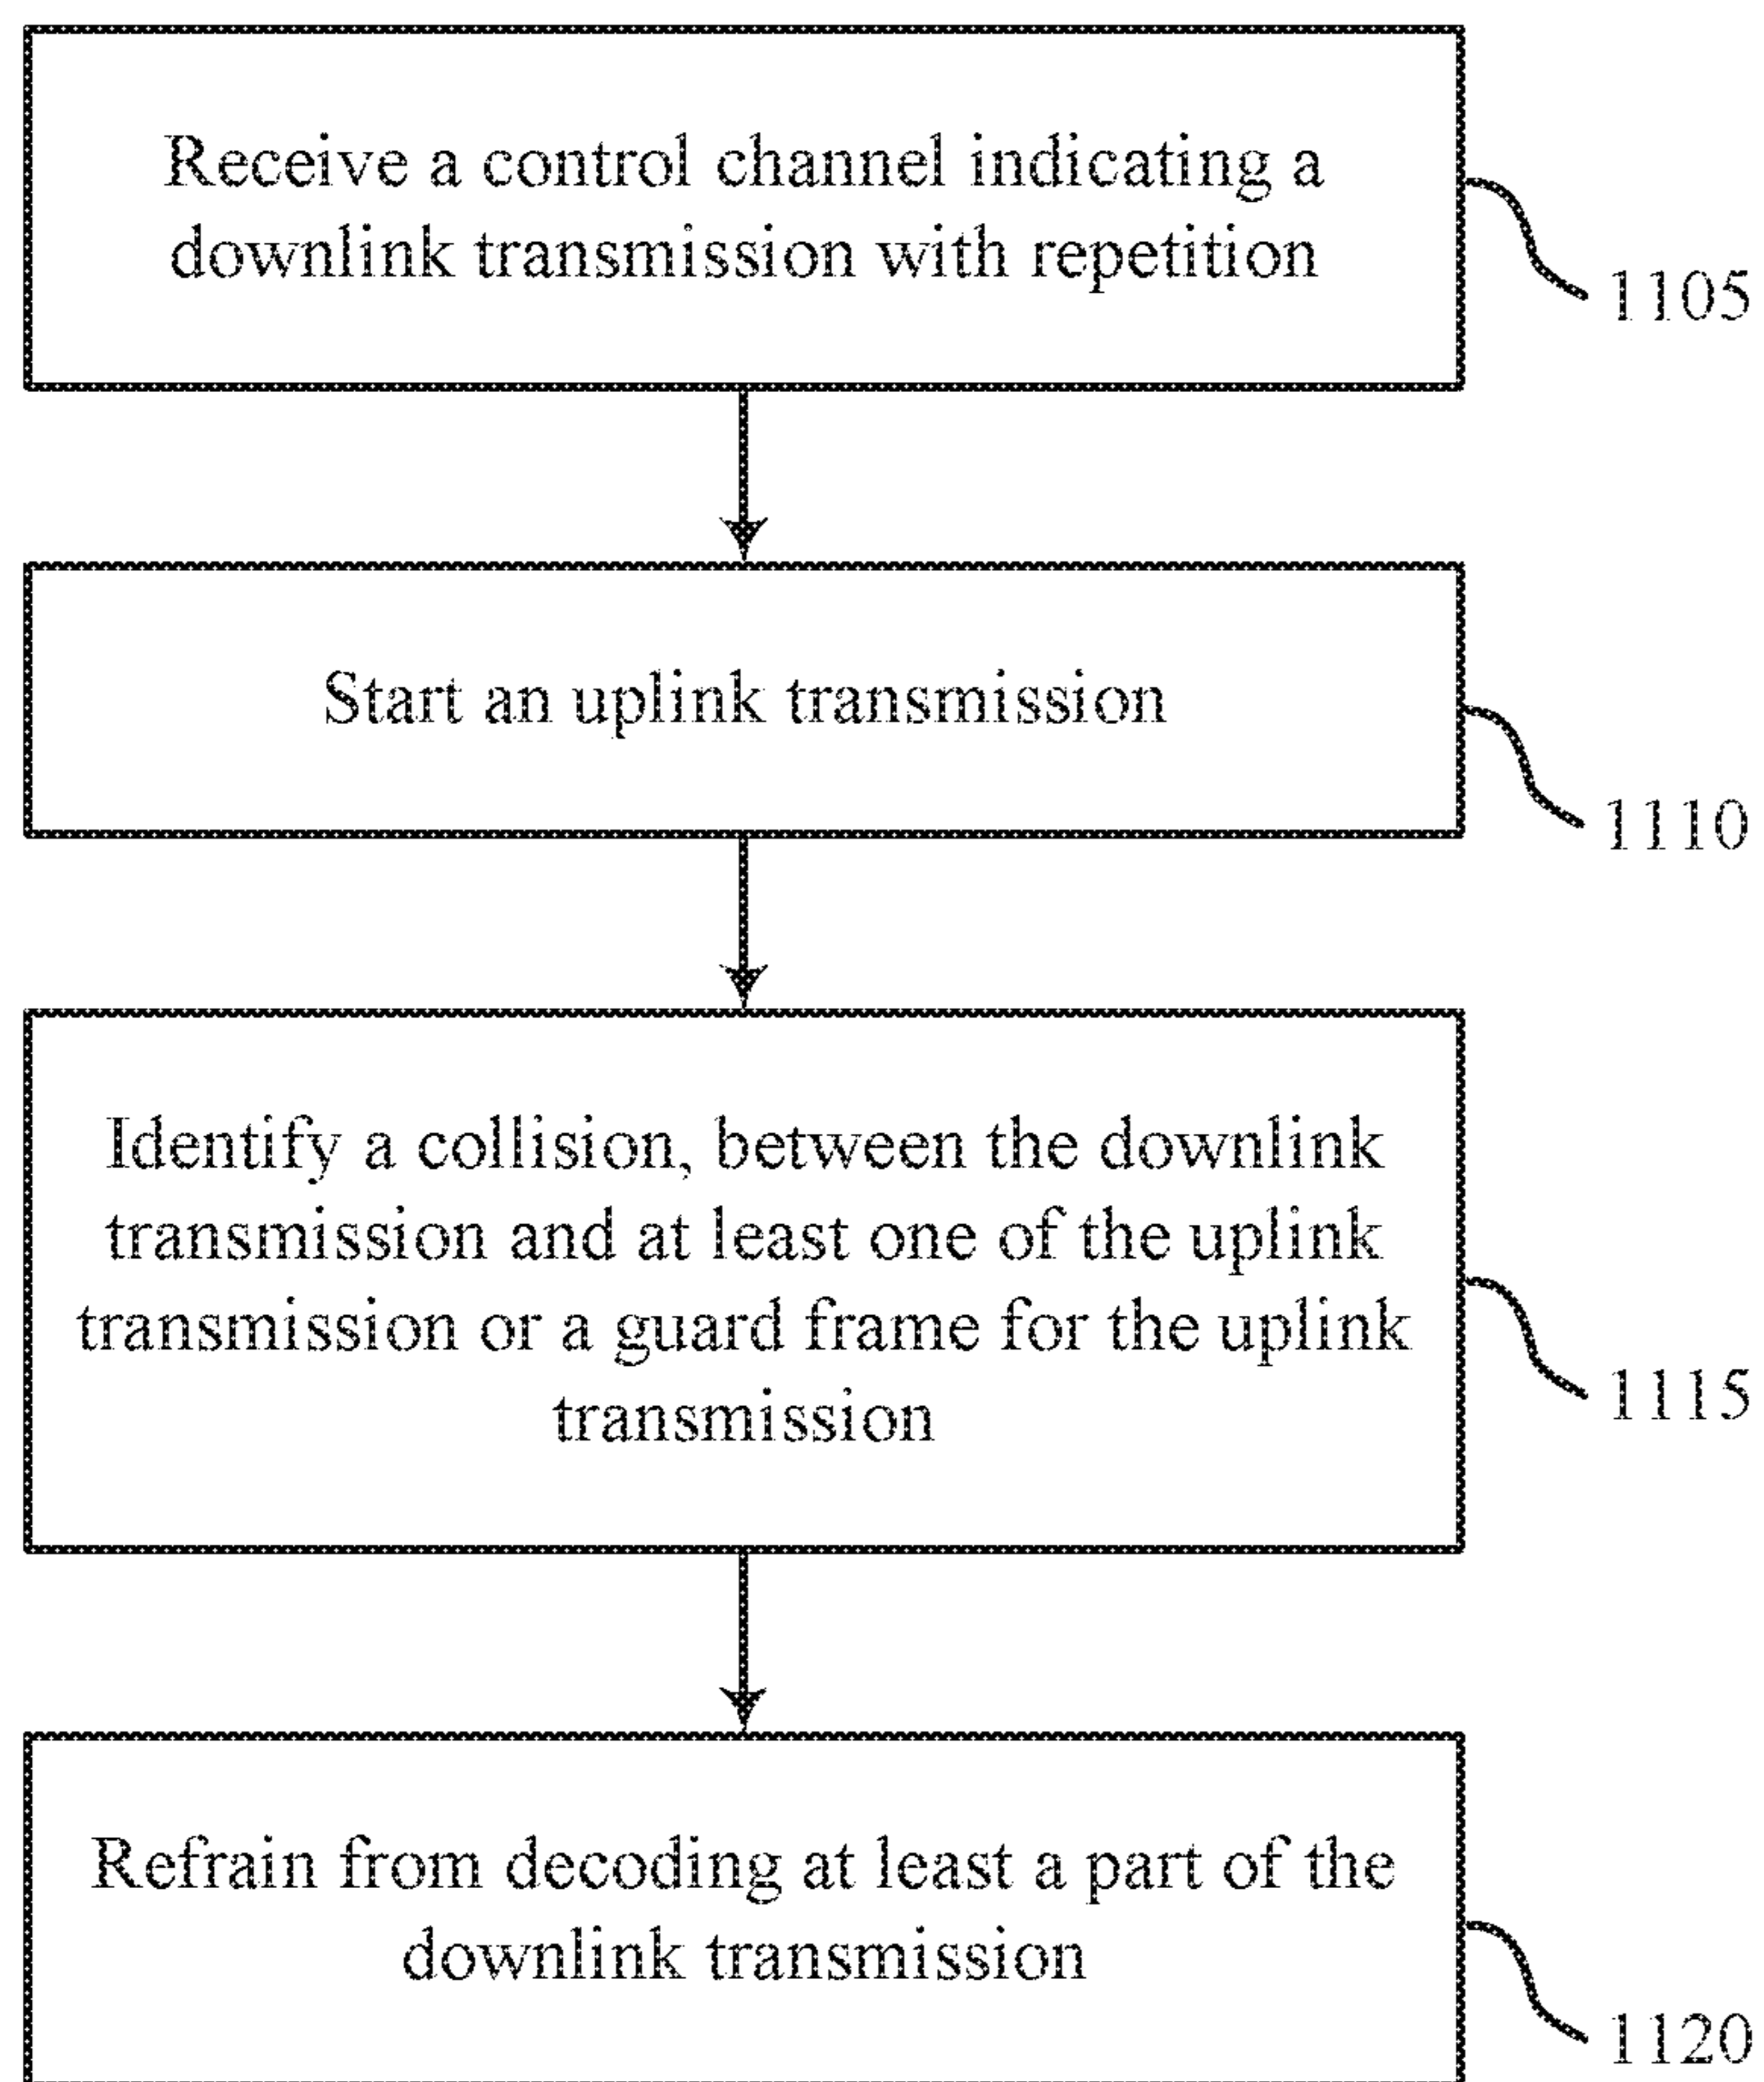 Receive a control channel indicating a
downlink transmission with repetition
1105
Start an uplink transmission
1110
Identify a collision, between the downlink
transmission and at least one of the uplink
transmission or a guard frame for the uplink
transmission
1115
Refrain from decoding at least a part of the
downlink transmission
1120